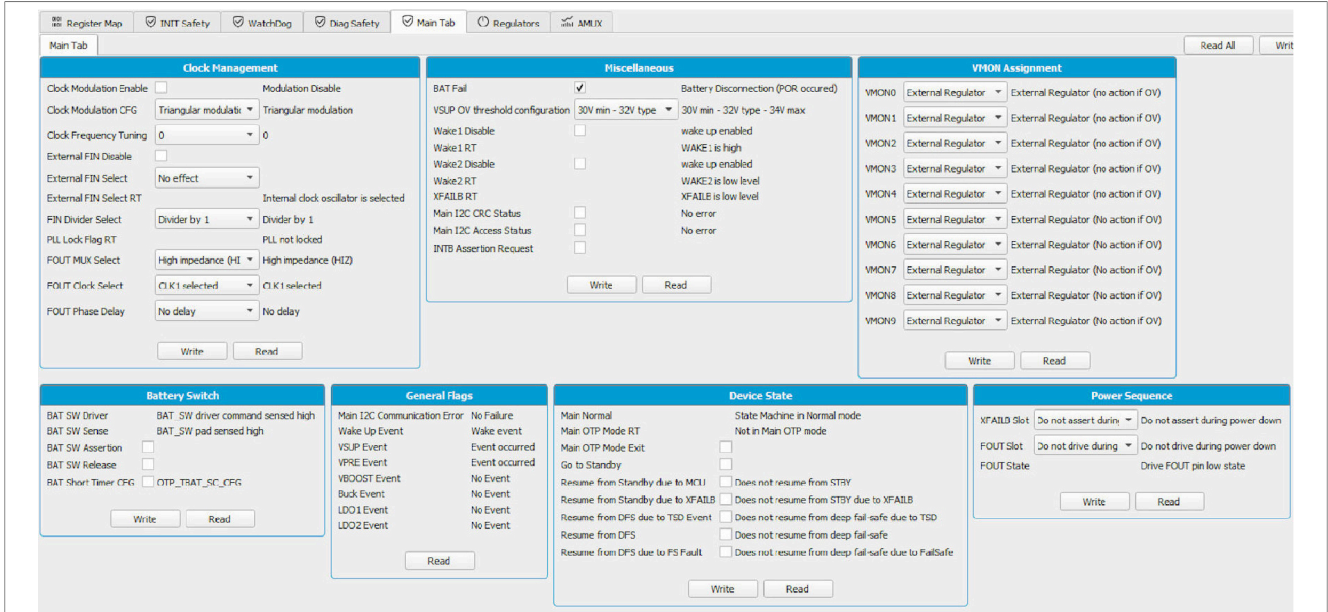 Register Map INIT Safety WatchDog Diag Safety Main Tab Regulators AMUX
Main Tab
Read All Writ
Clock Management
Clock Modulation Enable Modulation Disable
Clock Modulation CFG Triangular modulatic Triangular modulation
Clock Frequency Tuning 0 0
External FIN Disable
External FIN Select No effect
External FIN Select RT Internal clock oscillator is selected
FIN Divider Select Divider by 1 Divider by 1
PLL Lock Flag RT PLL not locked
FOUT MUX Select High impedance (HI High impedance (HIZ)
FOUT Clock Select CLK1 selected CLK1 selected
FOUT Phase Delay No delay No delay
Write Read
Miscellaneous
BAT Fail Battery Disconnection (POR occured)
VSUP OV threshold configuration 30V min - 32V type 30V min - 32V type - 34V max
Wake1 Disable wake up enabled
Wake1 RT WAKE1 is high
Wake2 Disable wake up enabled
Wake2 RT WAKE2 is low level
XFAILB RT XFAILB is low level
Main I2C CRC Status No error
Main I2C Access Status No error
INTB Assertion Request
Write Read
VMON Assignment
VMON0 External Regulator External Regulator (no action if OV)
VMON1 External Regulator External Regulator (no action if OV)
VMON2 External Regulator External Regulator (no action if OV)
VMON3 External Regulator External Regulator (no action if OV)
VMON4 External Regulator External Regulator (no action if OV)
VMON5 External Regulator External Regulator (No action if OV)
VMON6 External Regulator External Regulator (No action if OV)
VMON7 External Regulator External Regulator (No action if OV)
VMON8 External Regulator External Regulator (No action if OV)
VMON9 External Regulator External Regulator (No action if OV)
Write Read
Battery Switch
BAT SW Driver BAT_SW driver command sensed high
BAT SW Sense BAT_SW pad sensed high
BAT SW Assertion
BAT SW Release
BAT Short Timer CFG OTP_TBAT_SC_CFG
Write Read
General Flags
Main I2C Communication Error No Failure
Wake Up Event Wake event
VSUP Event Event occurred
VPRE Event Event occurred
VBOOST Event No Event
Buck Event No Event
LDO1 Event No Event
LDO2 Event No Event
Read
Device State
Main Normal State Machine in Normal mode
Main OTP Mode RT Not in Main OTP mode
Main OTP Mode Exit
Go to Standby
Resume from Standby due to MCU Does not resume from STBY
Resume from Standby due to XFAILB Does not resume from STBY due to XFAILB
Resume from DFS due to TSD Event Does not resume from deep fail-safe due to TSD
Resume from DFS Does not resume from deep fail-safe
Resume from DFS due to FS Fault Does not resume from deep fail-safe due to FailSafe
Write Read
Power Sequence
XFAILB Slot Do not assert during Do not assert during power down
FOUT Slot Do not drive during Do not drive during power down
FOUT State Drive FOUT pin low state
Write Read